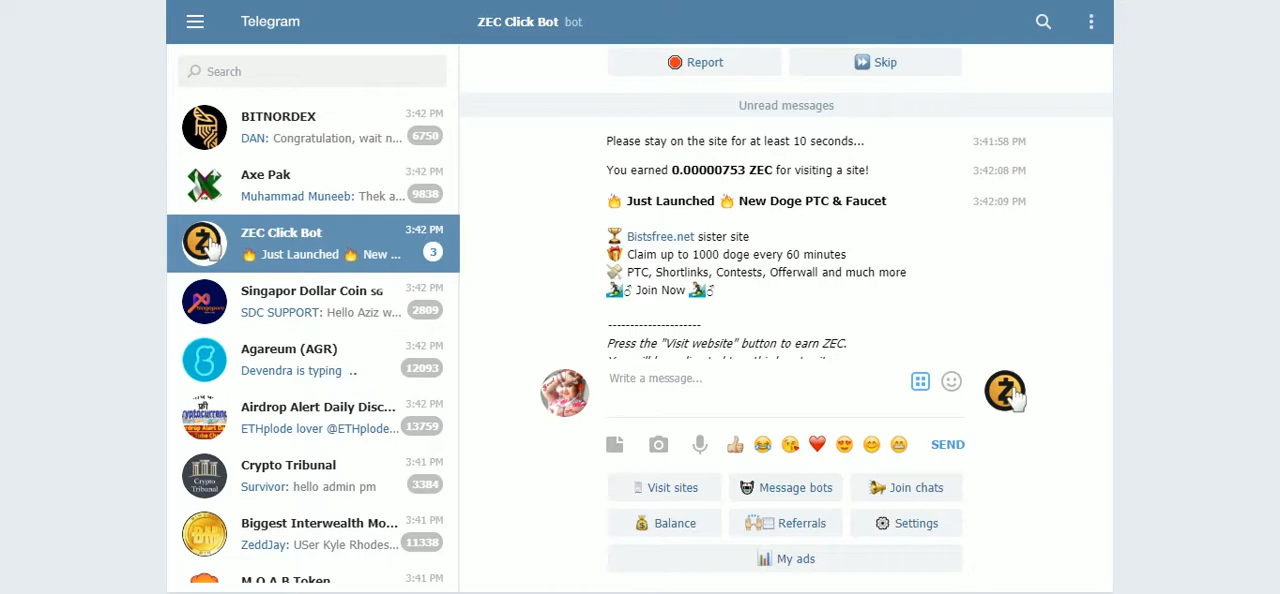 Telegram
ZEC Click Bot bot
Search
BITNORDEX 3:42 PM
DAN: Congratulation, wait n... 6750
Axe Pak 3:42 PM
Muhammad Muneeb: Thek a... 9838
ZEC Click Bot 3:42 PM
🔥 Just Launched 🔥 New ... 3
Singapor Dollar Coin SG 3:42 PM
SDC SUPPORT: Hello Aziz w... 2809
Agareum (AGR) 3:42 PM
Devendra is typing .. 12093
Airdrop Alert Daily Disc... 3:42 PM
ETHplode lover @ETHplode... 13759
Crypto Tribunal 3:41 PM
Survivor: hello admin pm 3384
Biggest Interwealth Mo... 3:41 PM
ZeddJay: USer Kyle Rhodes... 11338
M O A B Token 3:41 PM
Report
Skip
Unread messages
Please stay on the site for at least 10 seconds... 3:41:58 PM
You earned 0.00000753 ZEC for visiting a site! 3:42:08 PM
🔥 Just Launched 🔥 New Doge PTC & Faucet 3:42:09 PM
🏆 Bistsfree.net sister site
🎁 Claim up to 1000 doge every 60 minutes
💸 PTC, Shortlinks, Contests, Offerwall and much more
Join Now
---------------------
Press the "Visit website" button to earn ZEC.
Write a message...
SEND
Visit sites
Message bots
Join chats
Balance
Referrals
Settings
My ads